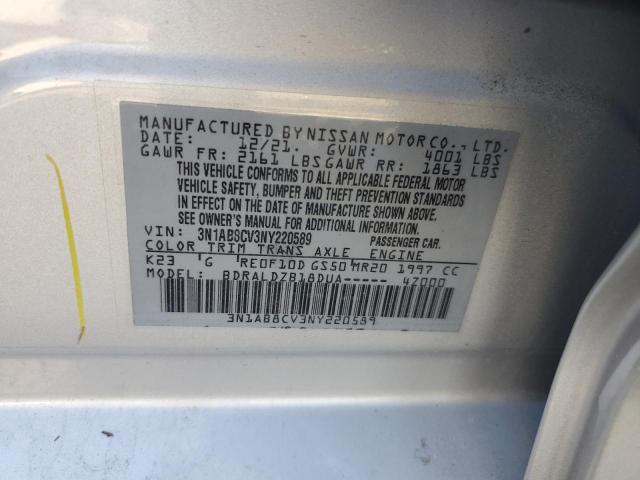 MANUFACTURED BY NISSAN MOTOR CO., LTD.
DATE: 12/21. GVWR: 4001 LBS
GAWR FR: 2161 LBS GAWR RR: 1863 LBS
THIS VEHICLE CONFORMS TO ALL APPLICABLE FEDERAL MOTOR
VEHICLE SAFETY, BUMPER AND THEFT PREVENTION STANDARDS
IN EFFECT ON THE DATE OF MANUFACTURE SHOWN ABOVE.
SEE OWNER'S MANUAL FOR ADDITIONAL INFORMATION.
VIN: 3N1AB8CV3NY220589 PASSENGER CAR.
COLOR TRIM TRANS AXLE ENGINE
K23 G RE0F10D GS50 MR20 1997 CC
MODEL: BDRALDZB18DUA----- 47000
3N1AB8CV3NY220589